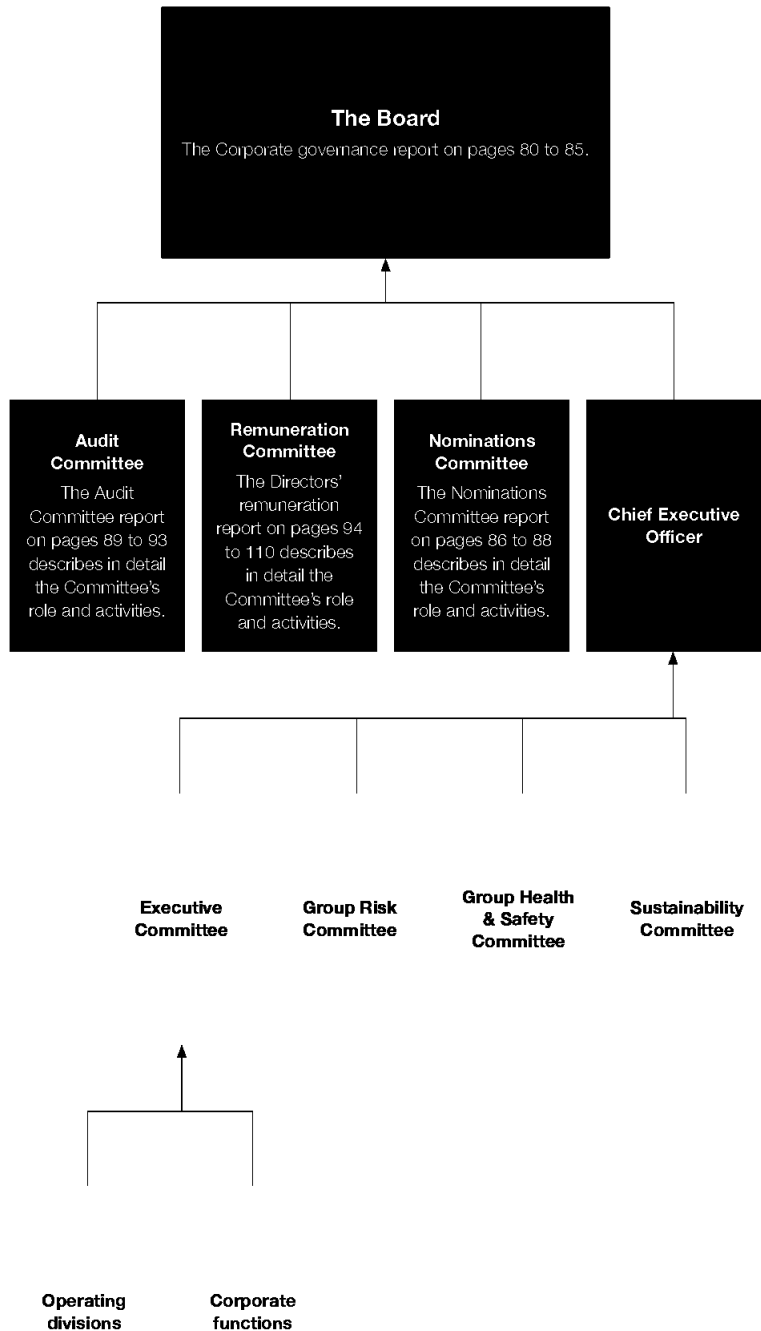 The Board
The Corporate governance report on pages 80 to 85.
Audit
Committee
The Audit
Committee report
on pages 89 to 93
describes in detail
the Committee's
role and activities.
Remuneration
Committee
The Directors'
remuneration
report on pages 94
to 110 describes
in detail the
Committee's role
and activities.
Nominations
Committee
The Nominations
Committee report
on pages 86 to 88
describes in detail
the Committee's
role and activities.
Chief Executive
Officer
Executive
Committee
Group Risk
Committee
Group Health
& Safety
Committee
Sustainability
Committee
Operating
divisions
Corporate
functions